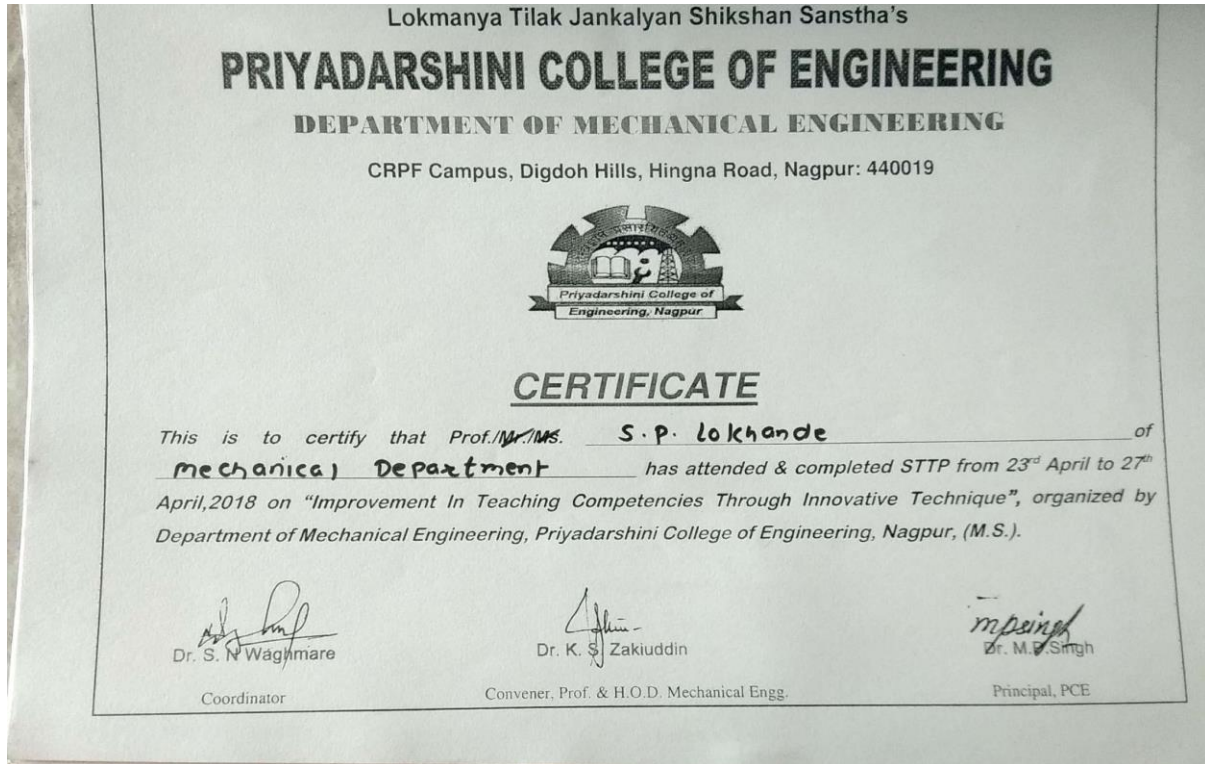 Lokmanya Tilak Jankalyan Shikshan Sanstha's
PRIYADARSHINI COLLEGE OF ENGINEERING
DEPARTMENT OF MECHANICAL ENGINEERING
CRPF Campus, Digdoh Hills, Hingna Road, Nagpur: 440019
Priyadarshini College of
Engineering, Nagpur
CERTIFICATE
This is to certify that Prof./Mr./Ms. S. P. Lokhande of
Mechanical Department has attended & completed STTP from 23rd April to 27th
April,2018 on "Improvement In Teaching Competencies Through Innovative Technique", organized by
Department of Mechanical Engineering, Priyadarshini College of Engineering, Nagpur, (M.S.).
mpsingh
Dr. S. N Waghmare Dr. K. S. Zakiuddin Dr. M.P.Singh
Coordinator Convener, Prof. & H.O.D. Mechanical Engg. Principal, PCE